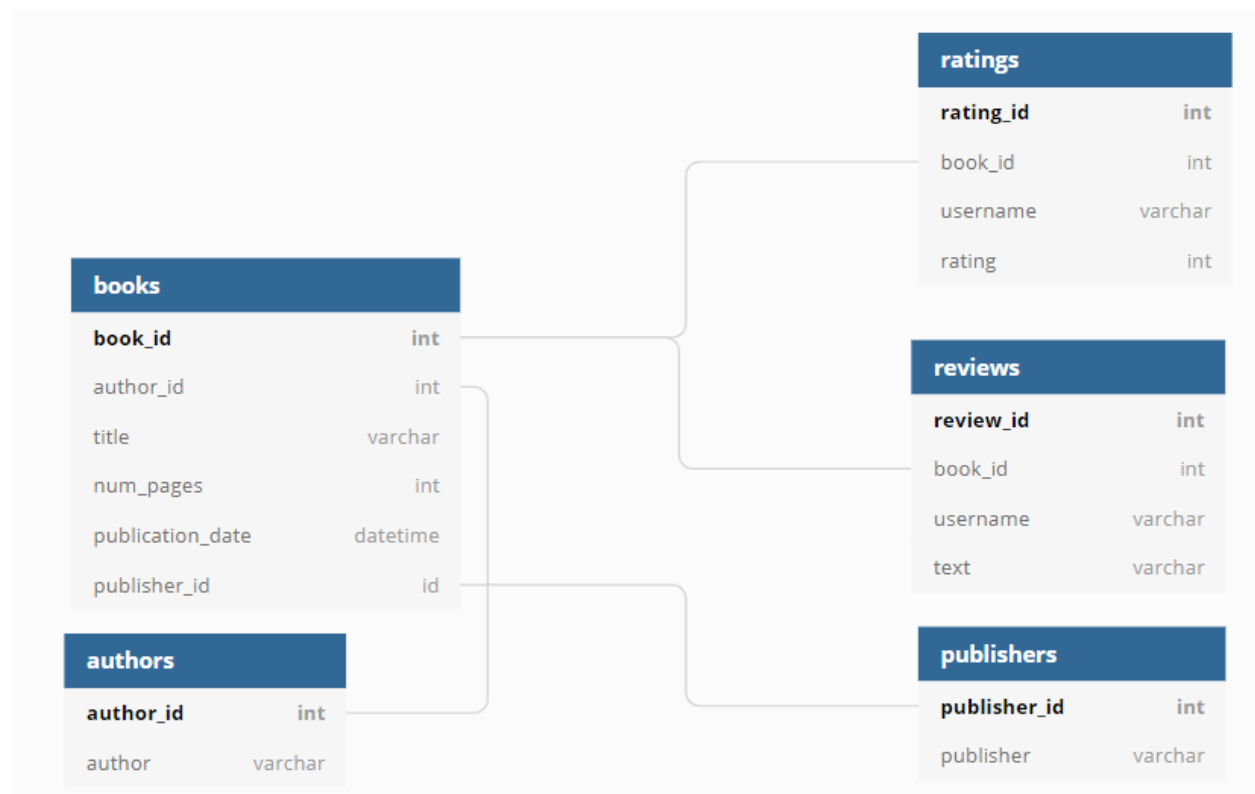 ratings
rating_id int
book_id int
username varchar
rating int
books
book_id int
author_id int
title varchar
num_pages int
publication_date datetime
publisher_id id
reviews
review_id int
book_id int
username varchar
text varchar
authors
author_id int
author varchar
publishers
publisher_id int
publisher varchar